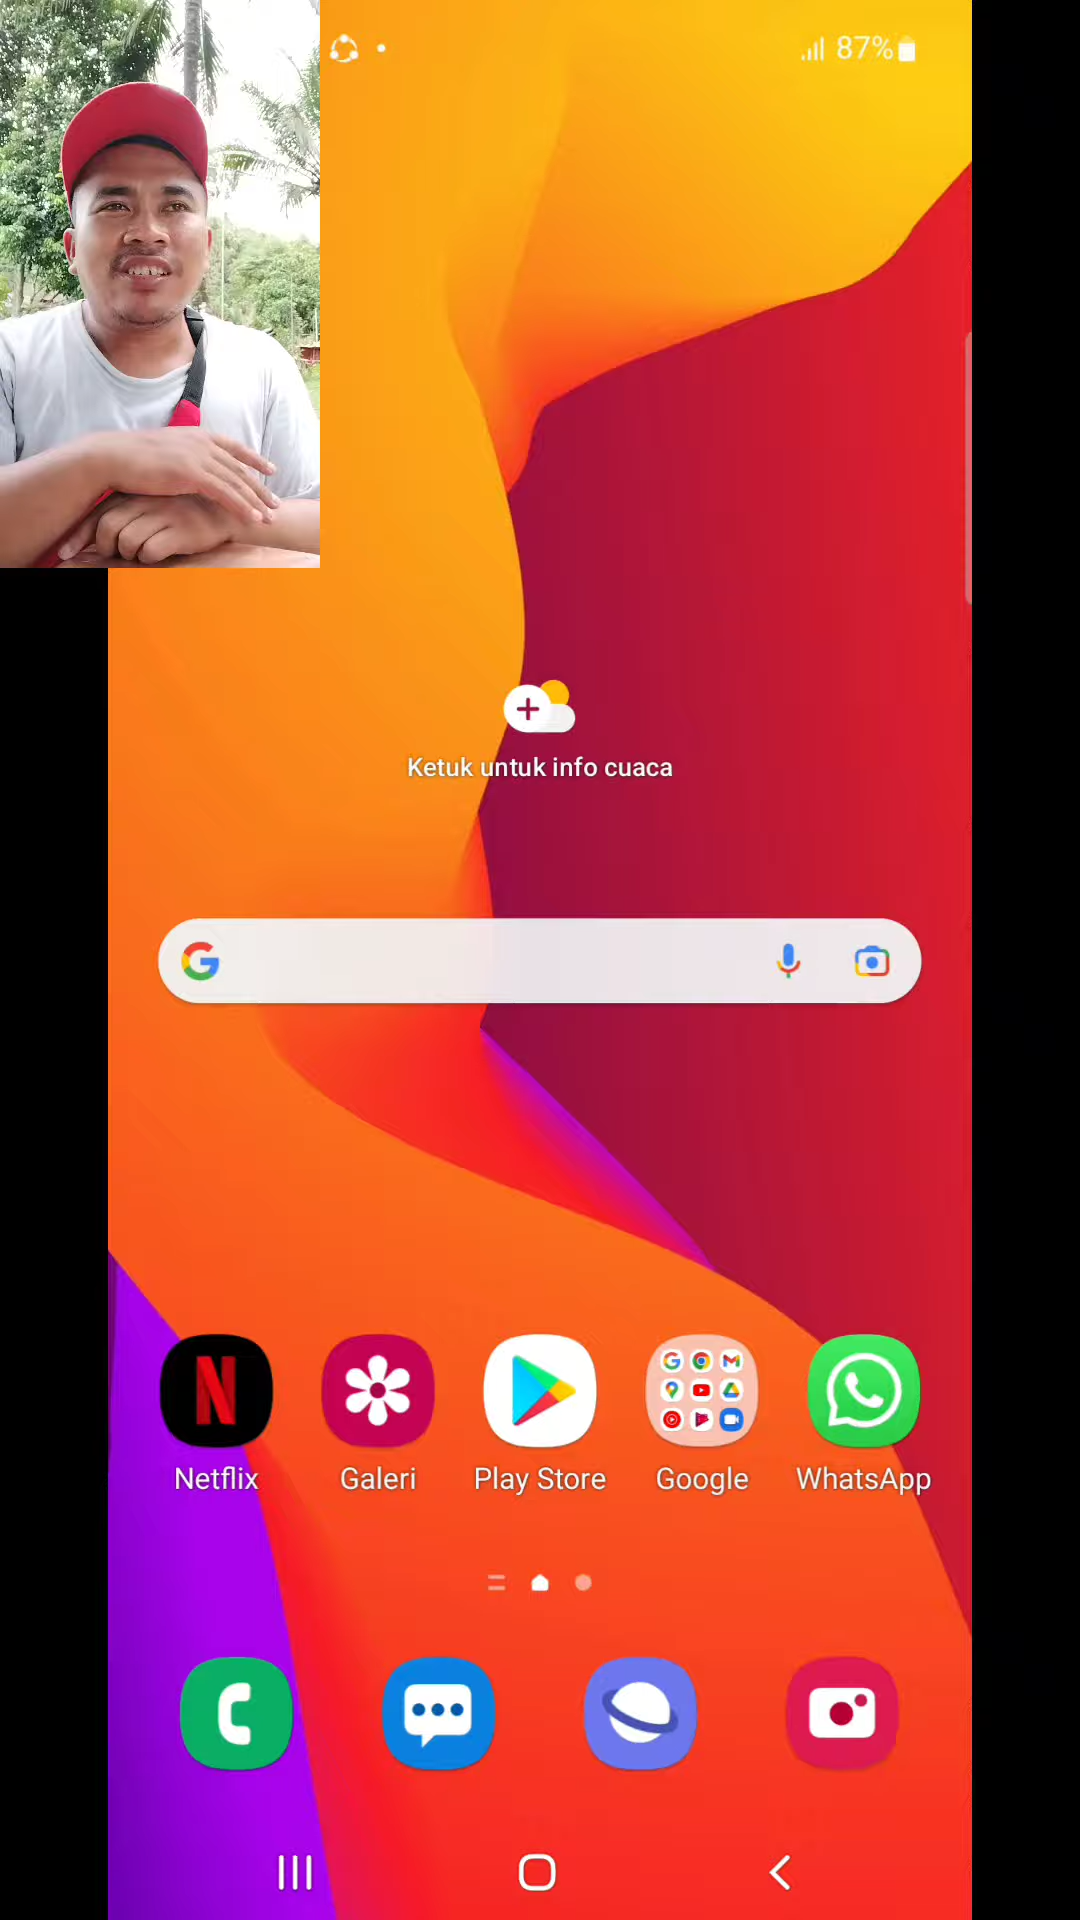 87%
Ketuk untuk info cuaca
Netflix
Galeri
Play Store
Google
WhatsApp